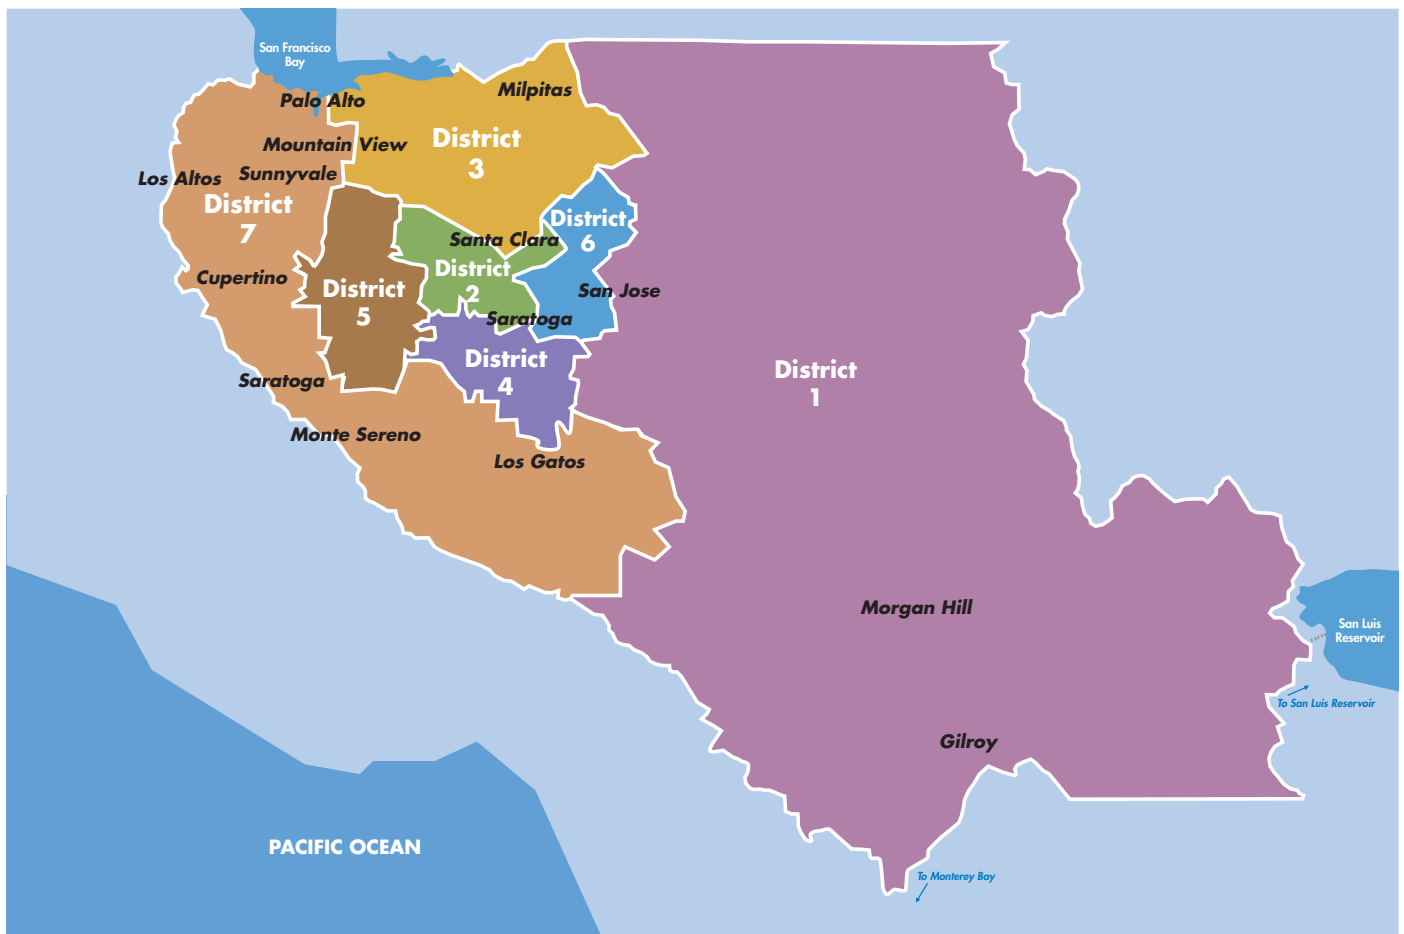 San Francisco
Bay
Milpitas
Palo Alto
District
3
Mountain View
Sunnyvale
Los Altos
District
7
District
6
Santa Clara
District
2
Cupertino
District
5
San Jose
Saratoga
District
4
District
1
Saratoga
Monte Sereno
Los Gatos
Morgan Hill
San Luis
Reservoir
To San Luis Reservoir
Gilroy
PACIFIC OCEAN
To Monterey Bay